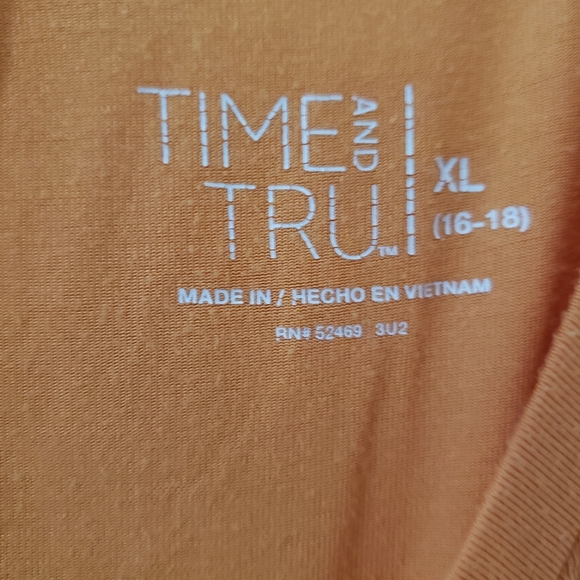 TIME AND
TRU™
XL
(16-18)
MADE IN / HECHO EN VIETNAM
RN# 52469 3U2